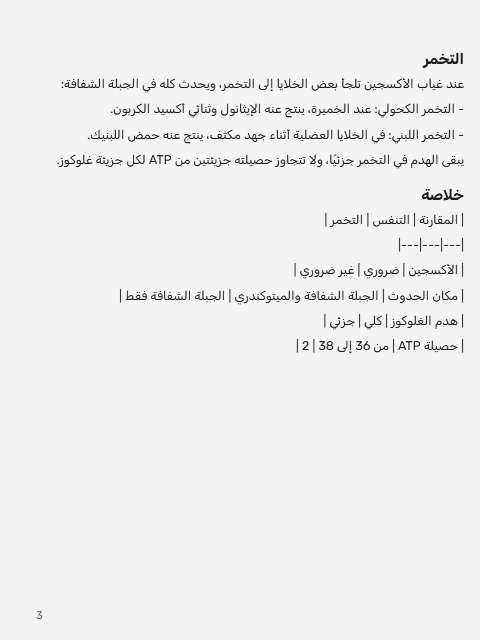 التخمر
عند غياب الأكسجين تلجأ بعض الخلايا إلى التخمر، ويحدث كله في الجبلة الشفافة:
- التخمر الكحولي: عند الخميرة، ينتج عنه الإيثانول وثنائي أكسيد الكربون.
- التخمر اللبني: في الخلايا العضلية أثناء جهد مكثف، ينتج عنه حمض اللبنيك.
يبقى الهدم في التخمر جزئيًا، ولا تتجاوز حصيلته جزيئتين من ATP لكل جزيئة غلوكوز.
خلاصة
| المقارنة | التنفس | التخمر |
|---|---|---|
| الأكسجين | ضروري | غير ضروري |
| مكان الحدوث | الجبلة الشفافة والميتوكندري | الجبلة الشفافة فقط |
| هدم الغلوكوز | كلي | جزئي |
| حصيلة ATP | من 36 إلى 38 | 2 |
3